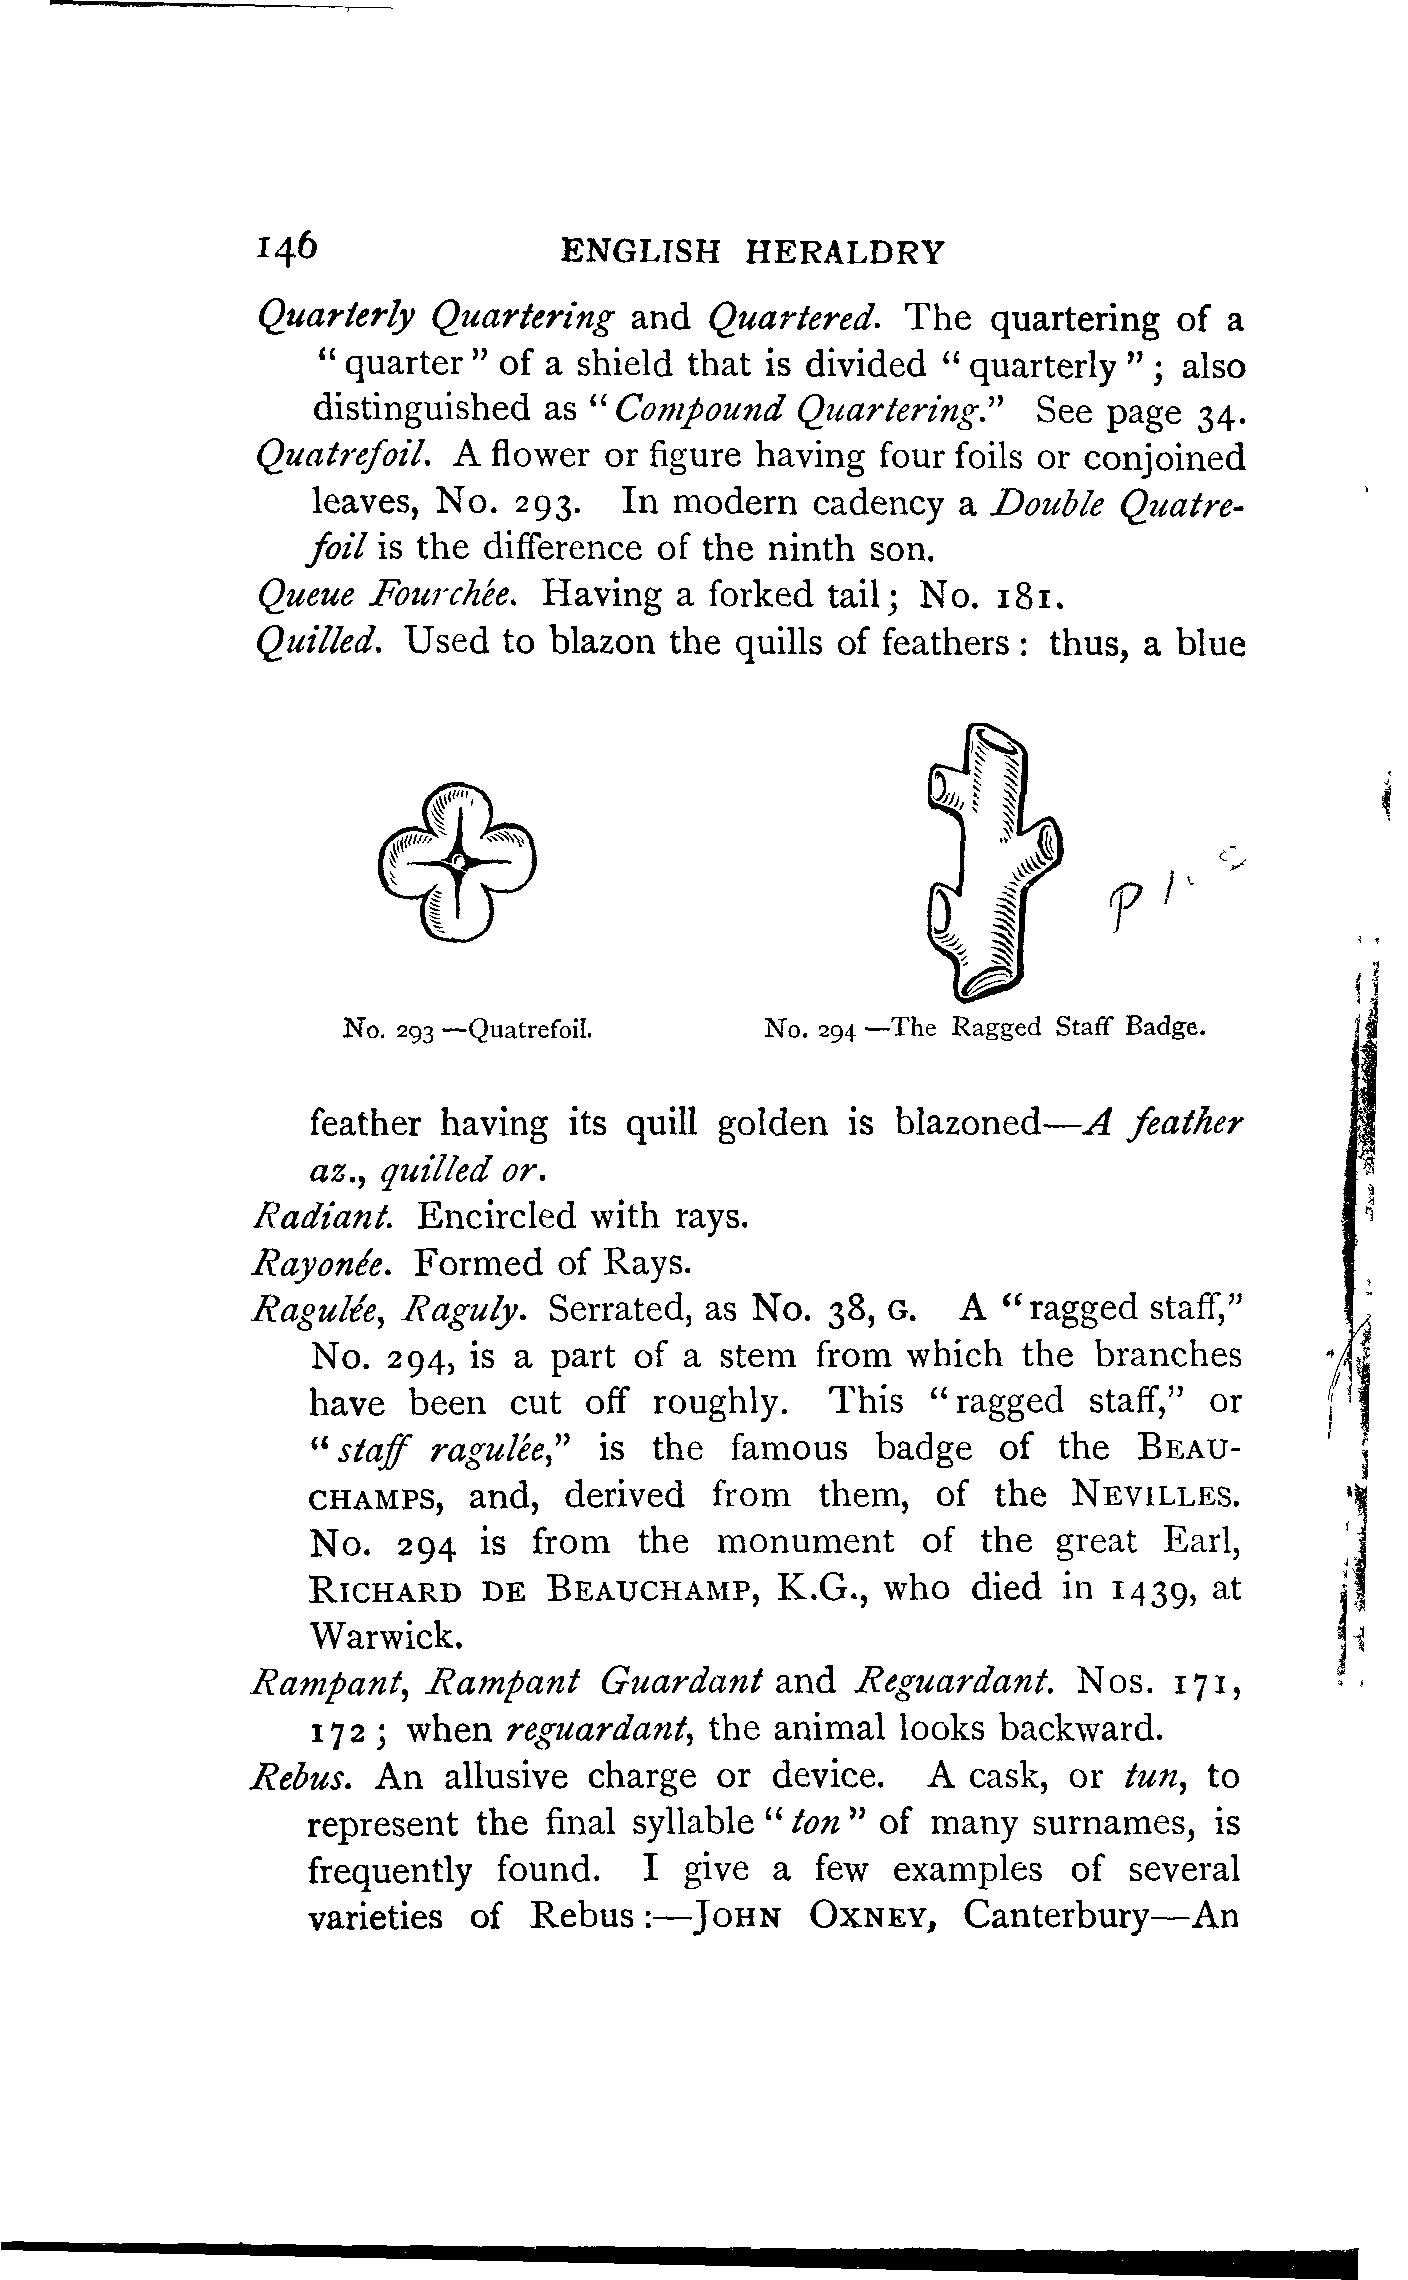 146 ENGLISH HERALDRY
Quarterly Quartering and Quartered. The quartering of a
“quarter” of a shield that is divided “quarterly”; also
distinguished as “Compound Quartering.” See page 34.
Quatrefoil. A flower or figure having four foils or conjoined
leaves, No. 293. In modern cadency a Double Quatre-
foil is the difference of the ninth son.
Queue Fourchée. Having a forked tail; No. 181.
Quilled. Used to blazon the quills of feathers: thus, a blue
No. 293—Quatrefoil.
No. 294—The Ragged Staff Badge.
feather having its quill golden is blazoned—A feather
az., quilled or.
Radiant. Encircled with rays.
Rayonée. Formed of Rays.
Ragulée, Raguly. Serrated, as No. 38, G. A “ragged staff,”
No. 294, is a part of a stem from which the branches
have been cut off roughly. This “ragged staff,” or
“staff ragulée,” is the famous badge of the BEAU-
CHAMPS, and, derived from them, of the NEVILLES.
No. 294 is from the monument of the great Earl,
RICHARD DE BEAUCHAMP, K.G., who died in 1439, at
Warwick.
Rampant, Rampant Guardant and Reguardant. Nos. 171,
172; when reguardant, the animal looks backward.
Rebus. An allusive charge or device. A cask, or tun, to
represent the final syllable “ton” of many surnames, is
frequently found. I give a few examples of several
varieties of Rebus:—JOHN OXNEY, Canterbury—An